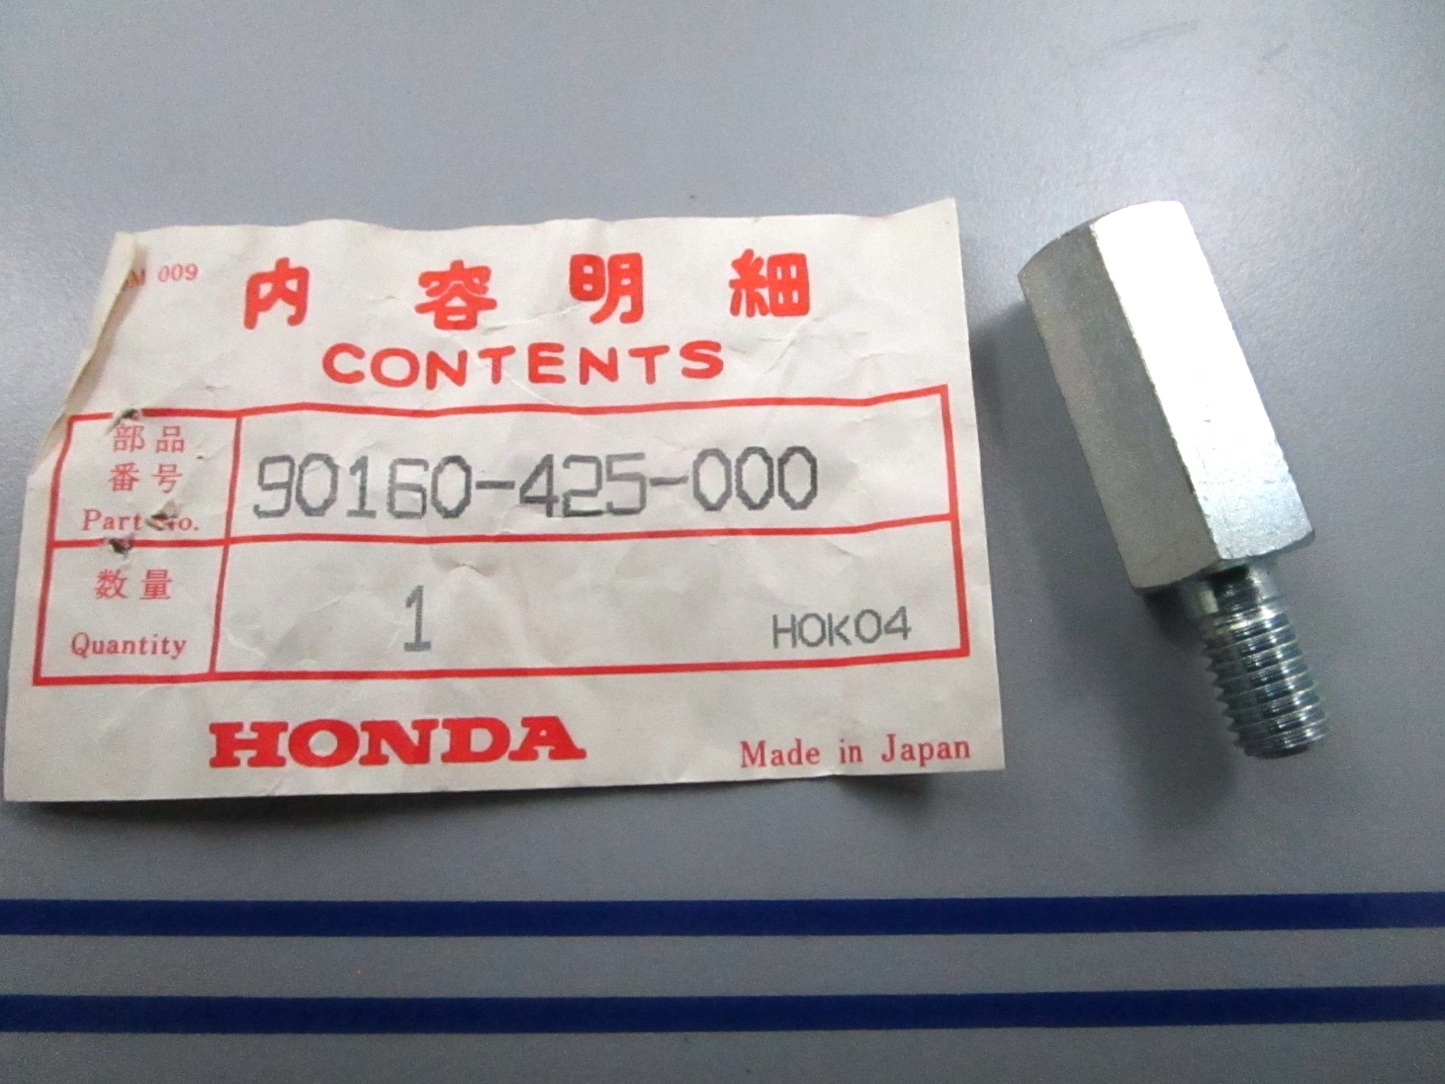 M 009
内容明細
CONTENTS
部品
番号
Part No.
90160-425-000
数量
Quantity
1
HOK04
HONDA
Made in Japan